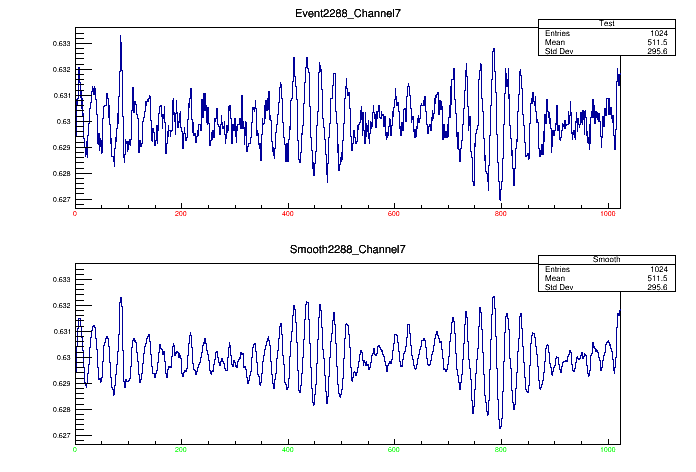 Event2288_Channel7
Test
Entries 1024
Mean 511.5
Std Dev 295.6
0.633
0.632
0.631
0.63
0.629
0.628
0.627
0 200 400 600 800 1000
Smooth2288_Channel7
Smooth
Entries 1024
Mean 511.5
Std Dev 295.6
0.633
0.632
0.631
0.63
0.629
0.628
0.627
0 200 400 600 800 1000